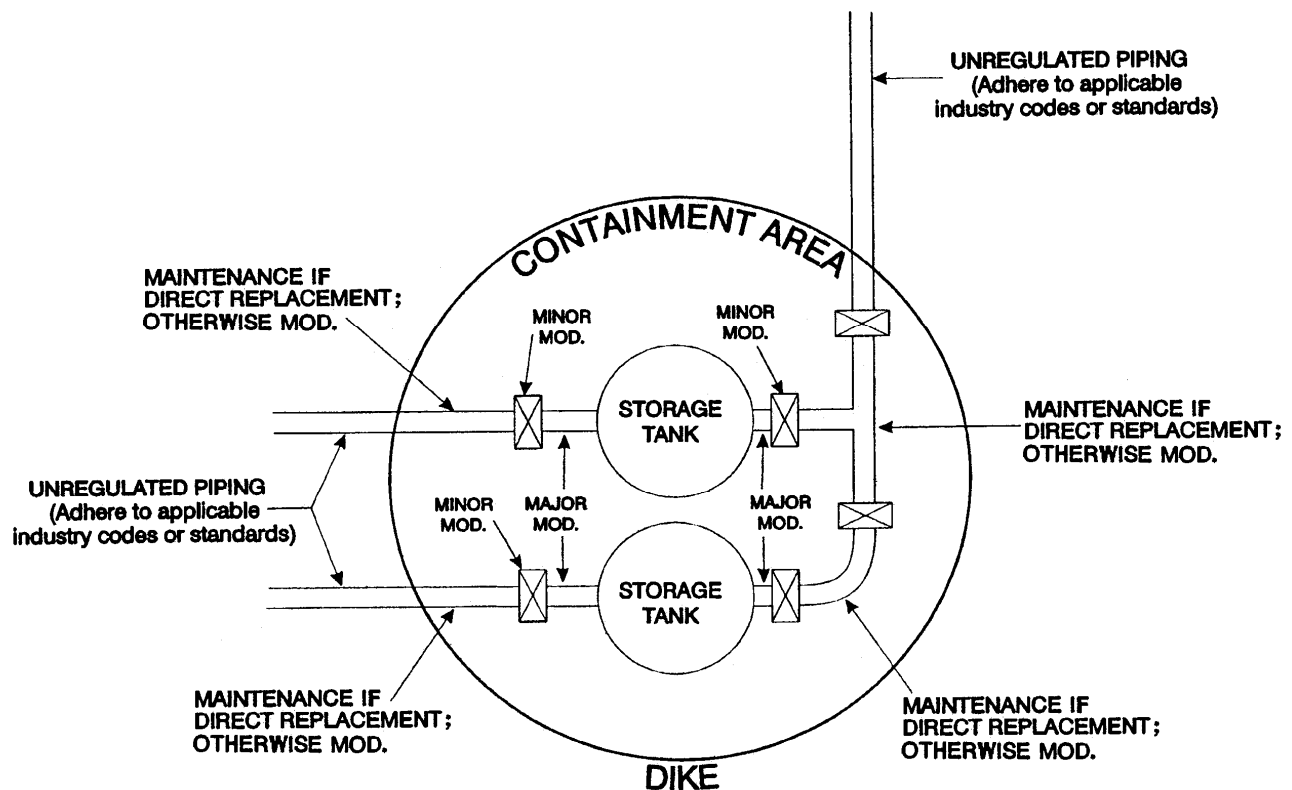 UNREGULATED PIPING
(Adhere to applicable
industry codes or standards)
CONTAINMENT AREA
MAINTENANCE IF
DIRECT REPLACEMENT;
OTHERWISE MOD.
MINOR
MOD.
MINOR
MOD.
STORAGE
TANK
MAINTENANCE IF
DIRECT REPLACEMENT;
OTHERWISE MOD.
UNREGULATED PIPING
(Adhere to applicable
industry codes or standards)
MINOR
MOD.
MAJOR
MOD.
MAJOR
MOD.
STORAGE
TANK
MAINTENANCE IF
DIRECT REPLACEMENT;
OTHERWISE MOD.
MAINTENANCE IF
DIRECT REPLACEMENT;
OTHERWISE MOD.
DIKE